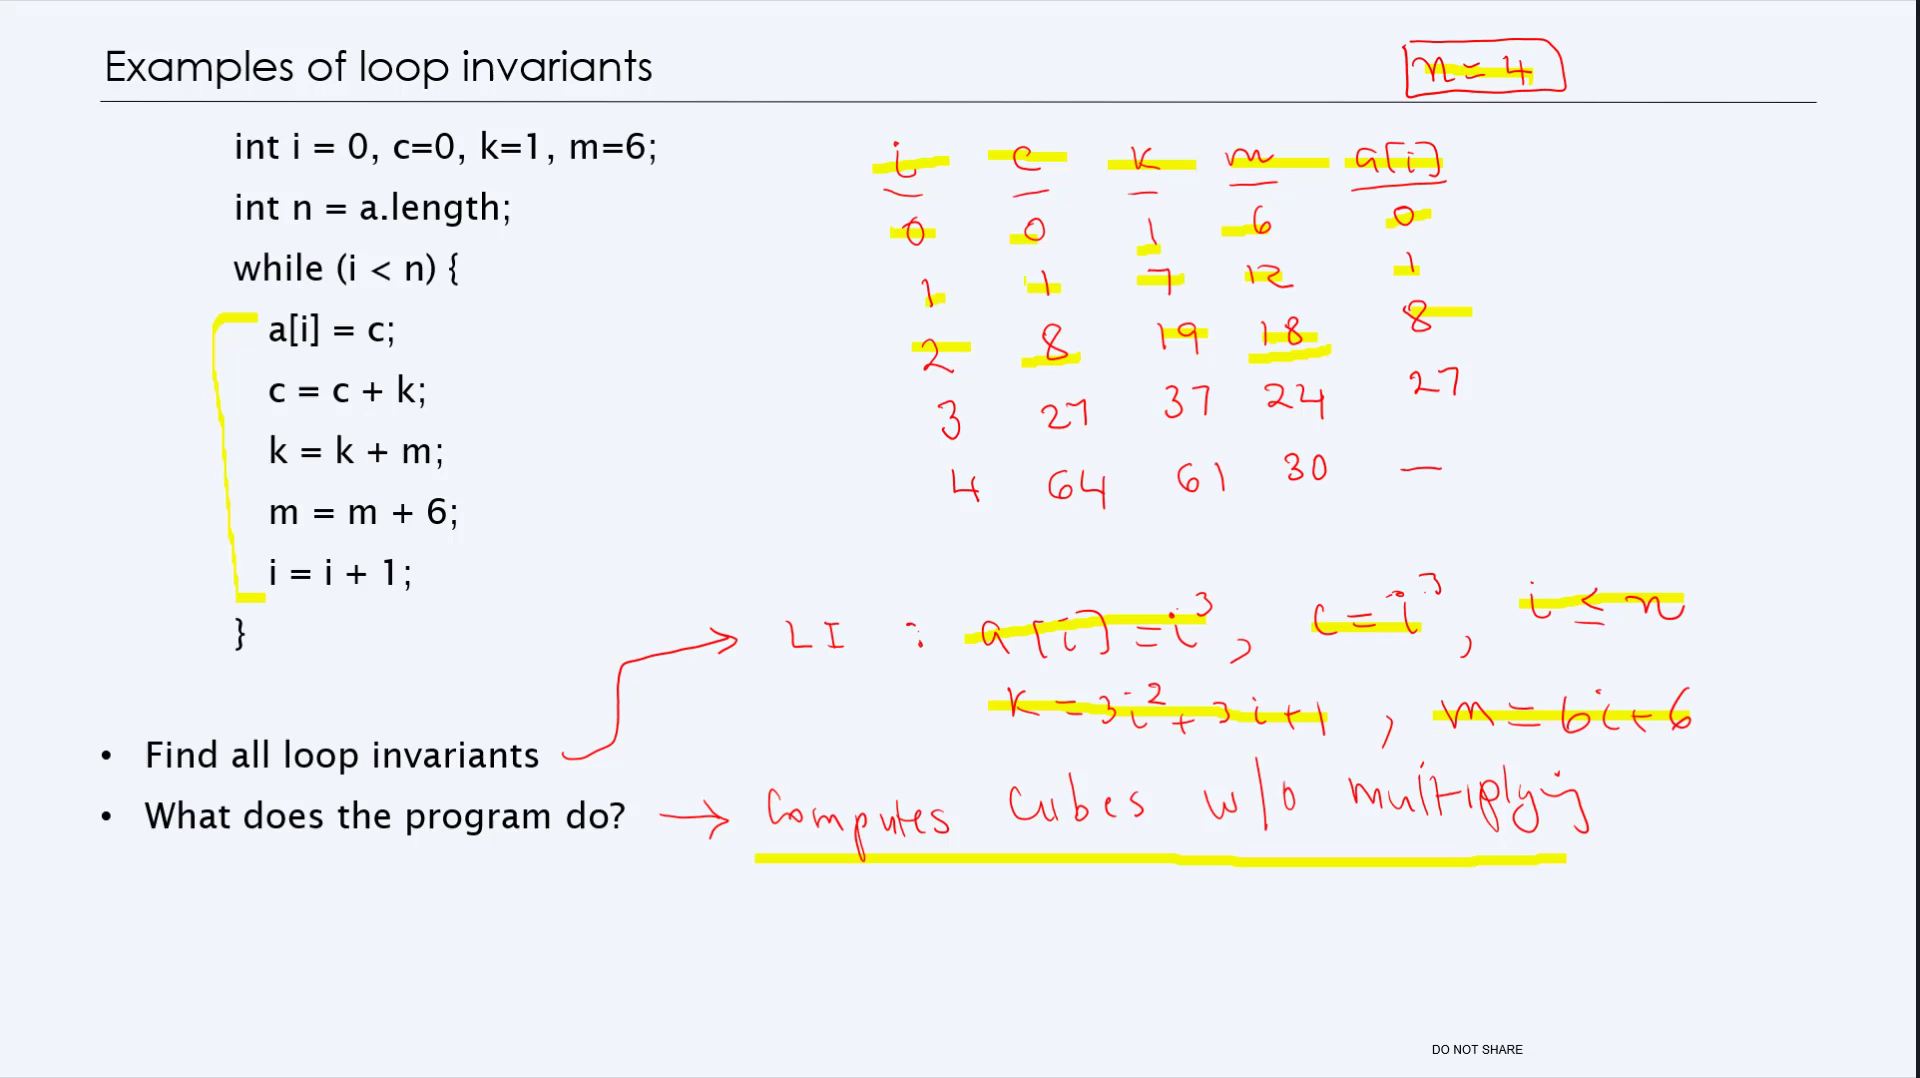 Examples of loop invariants
n = 4
int i = 0, c=0, k=1, m=6;
int n = a.length;
while (i < n) {
a[i] = c;
c = c + k;
k = k + m;
m = m + 6;
i = i + 1;
}
i c k m a[i]
0 0 1 6 0
1 1 7 12 1
2 8 19 18 8
3 27 37 24 27
4 64 61 30 —
LI : a[i] = i³, c = i³, i ≤ n
k = 3i² + 3i + 1, m = 6i + 6
• Find all loop invariants
• What does the program do? → Computes cubes w/o multiplying
DO NOT SHARE